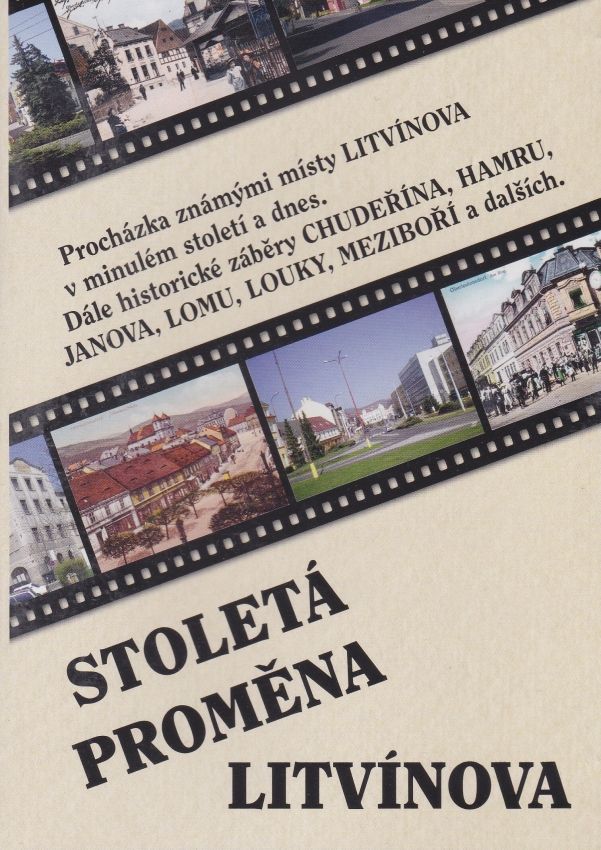 Procházka známými místy LITVÍNOVA
v minulém století a dnes.
Dále historické záběry CHUDEŘÍNA, HAMRU,
JANOVA, LOMU, LOUKY, MEZIBOŘÍ a dalších.
STOLETÁ
PROMĚNA
LITVÍNOVA